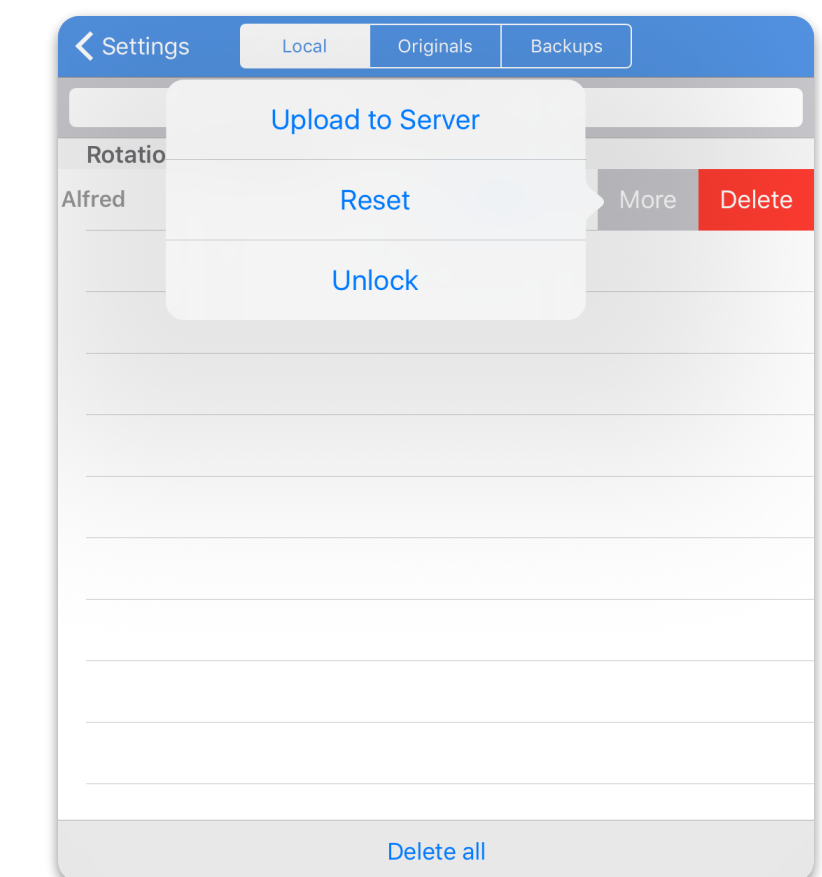 Settings Local Originals Backups
Upload to Server
Rotatio
Alfred Reset More Delete
Unlock
Delete all